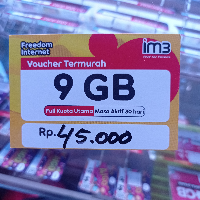 Freedom
Internet
im3
Voucher Termurah
9 GB
Full Kuota Utama Masa Aktif 30 hari
Rp. 45.000